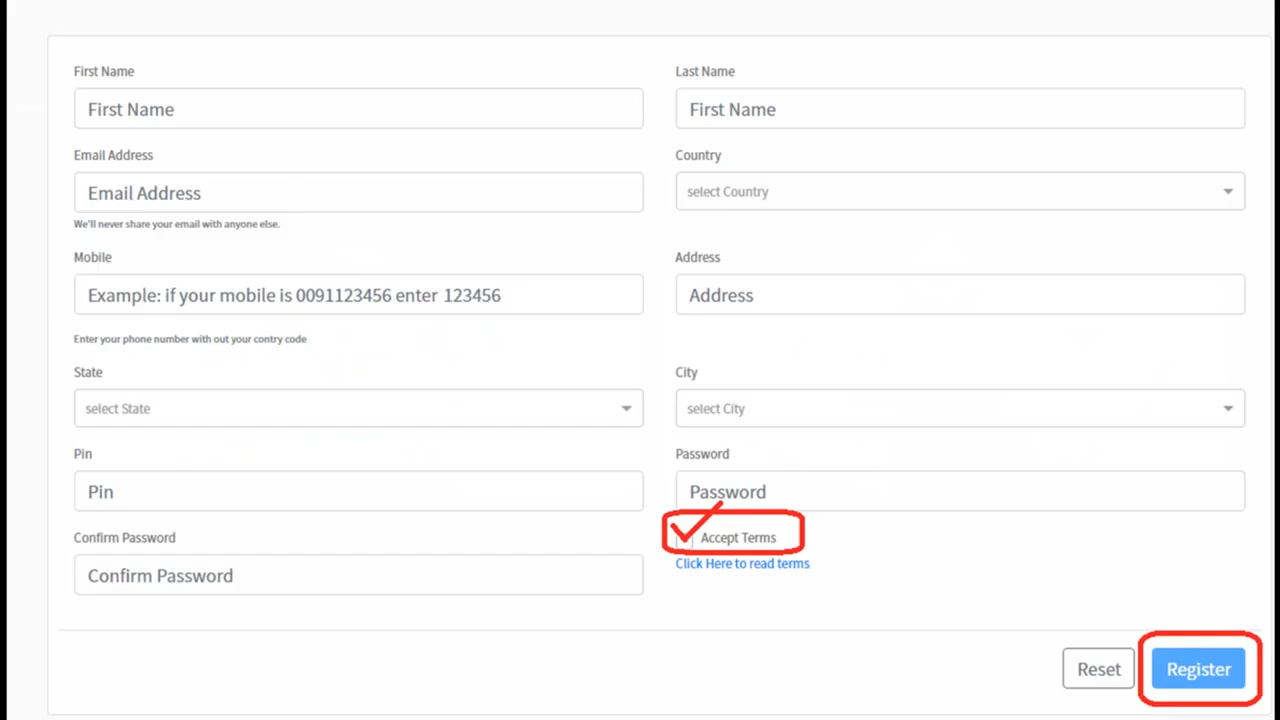 First Name
Last Name
First Name
First Name
Email Address
Country
Email Address
select Country
We'll never share your email with anyone else.
Mobile
Address
Example: if your mobile is 0091123456 enter 123456
Address
Enter your phone number with out your contry code
State
City
select State
select City
Pin
Password
Pin
Password
Confirm Password
Accept Terms
Click Here to read terms
Confirm Password
Reset
Register